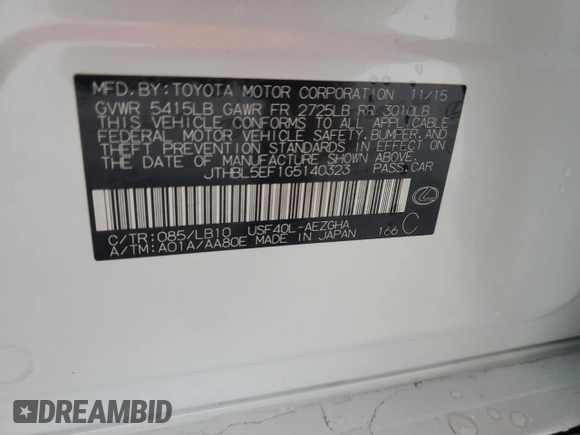 MFD. BY: TOYOTA MOTOR CORPORATION 11/15
GVWR 5415LB GAWR FR 2725LB RR 3010LB
THIS VEHICLE CONFORMS TO ALL APPLICABLE
FEDERAL MOTOR VEHICLE SAFETY, BUMPER, AND
THEFT PREVENTION STANDARDS IN EFFECT ON
THE DATE OF MANUFACTURE SHOWN ABOVE.
JTHBL5EF1G5140323 PASS.CAR
C/TR: 085/LB10 USF40L-AEZGHA
A/TM: A01A/AA80E MADE IN JAPAN 166 C
DREAMBID